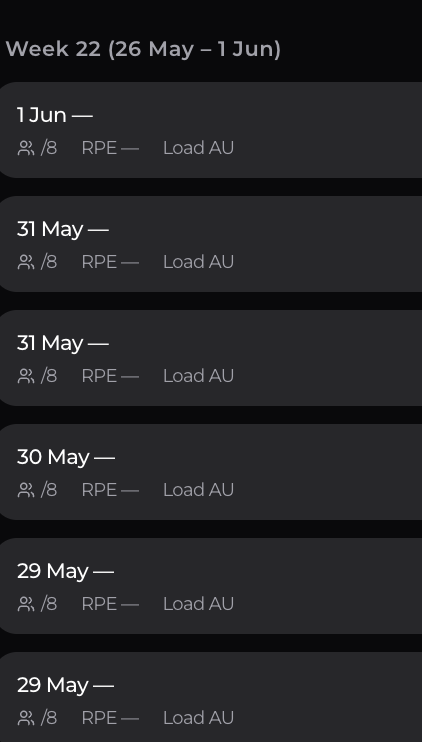 Week 22 (26 May – 1 Jun)
1 Jun —
/8 RPE — Load AU
31 May —
/8 RPE — Load AU
31 May —
/8 RPE — Load AU
30 May —
/8 RPE — Load AU
29 May —
/8 RPE — Load AU
29 May —
/8 RPE — Load AU